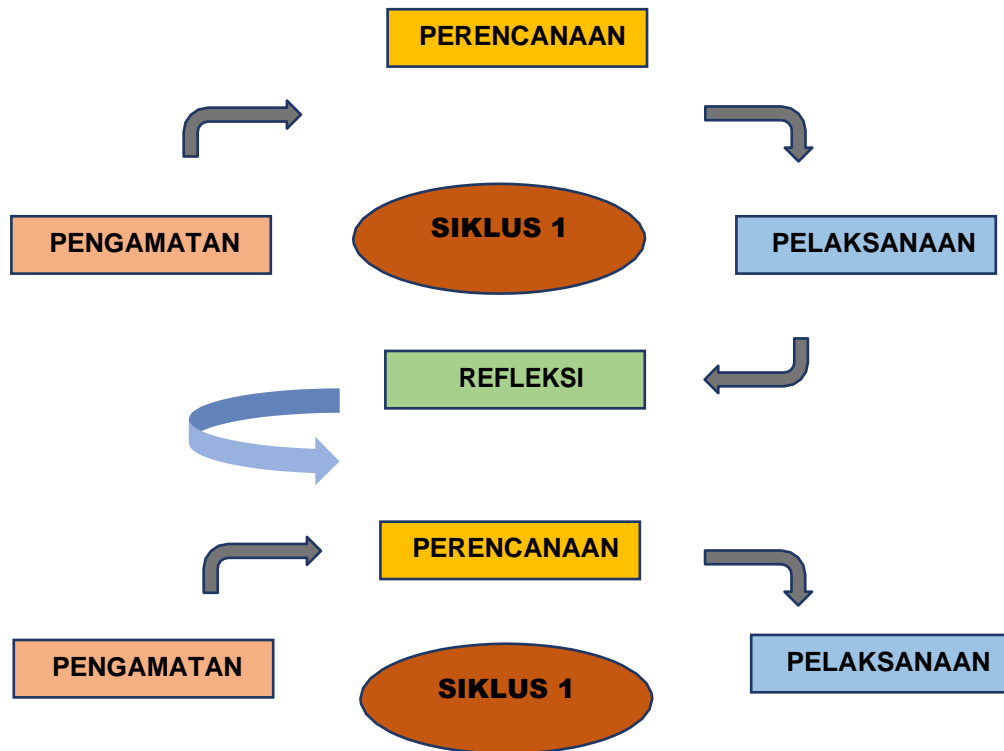 PERENCANAAN
PENGAMATAN
SIKLUS 1
PELAKSANAAN
REFLEKSI
PERENCANAAN
PENGAMATAN
SIKLUS 1
PELAKSANAAN